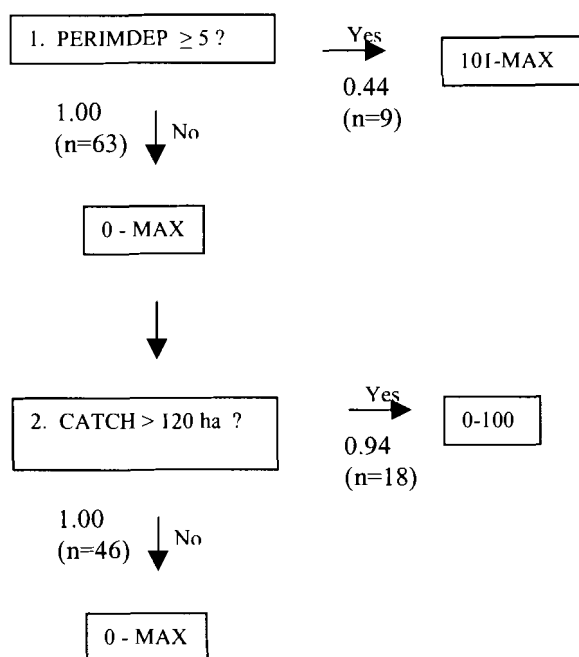 1. PERIMDEP ≥ 5 ?
Yes
101-MAX
0.44
(n=9)
1.00
(n=63)
No
0 - MAX
2. CATCH > 120 ha ?
Yes
0-100
0.94
(n=18)
1.00
(n=46)
No
0 - MAX